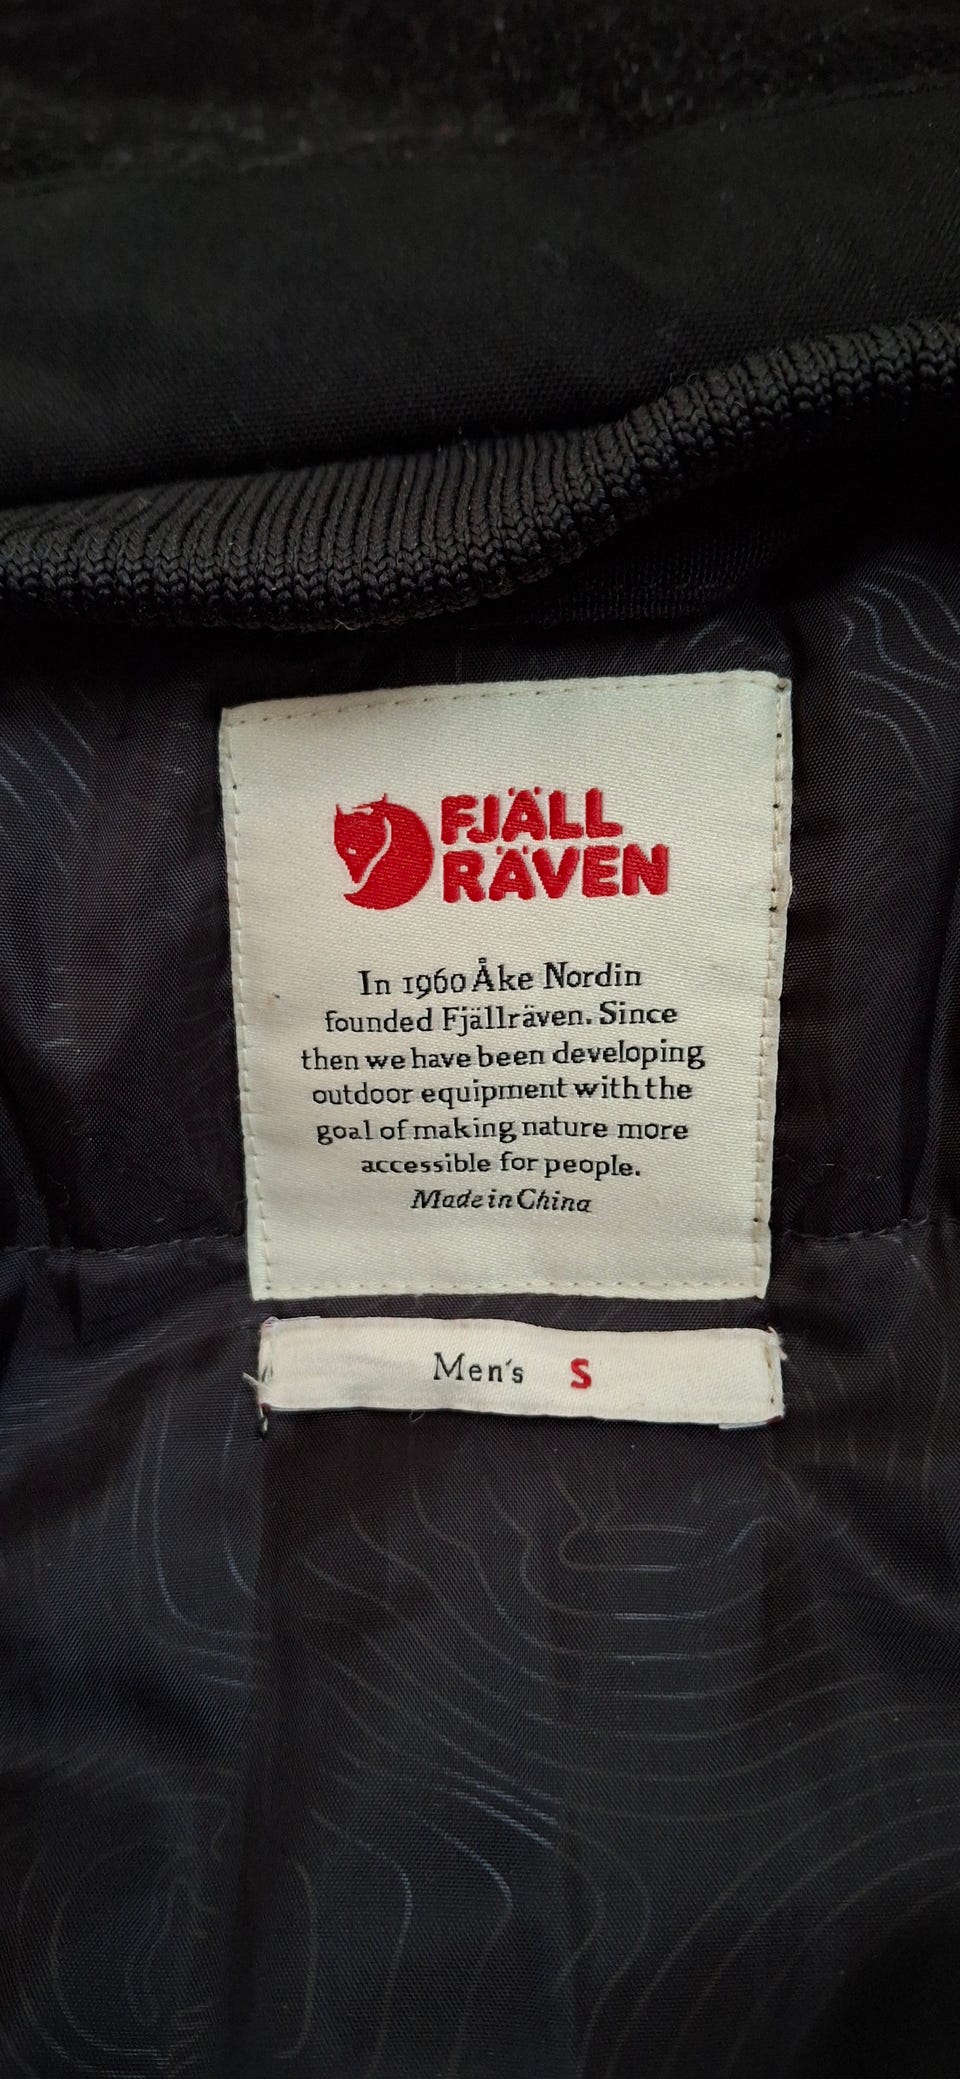 FJÄLL
RÄVEN
In 1960 Åke Nordin
founded Fjällräven. Since
then we have been developing
outdoor equipment with the
goal of making nature more
accessible for people.
Made in China
Men's S